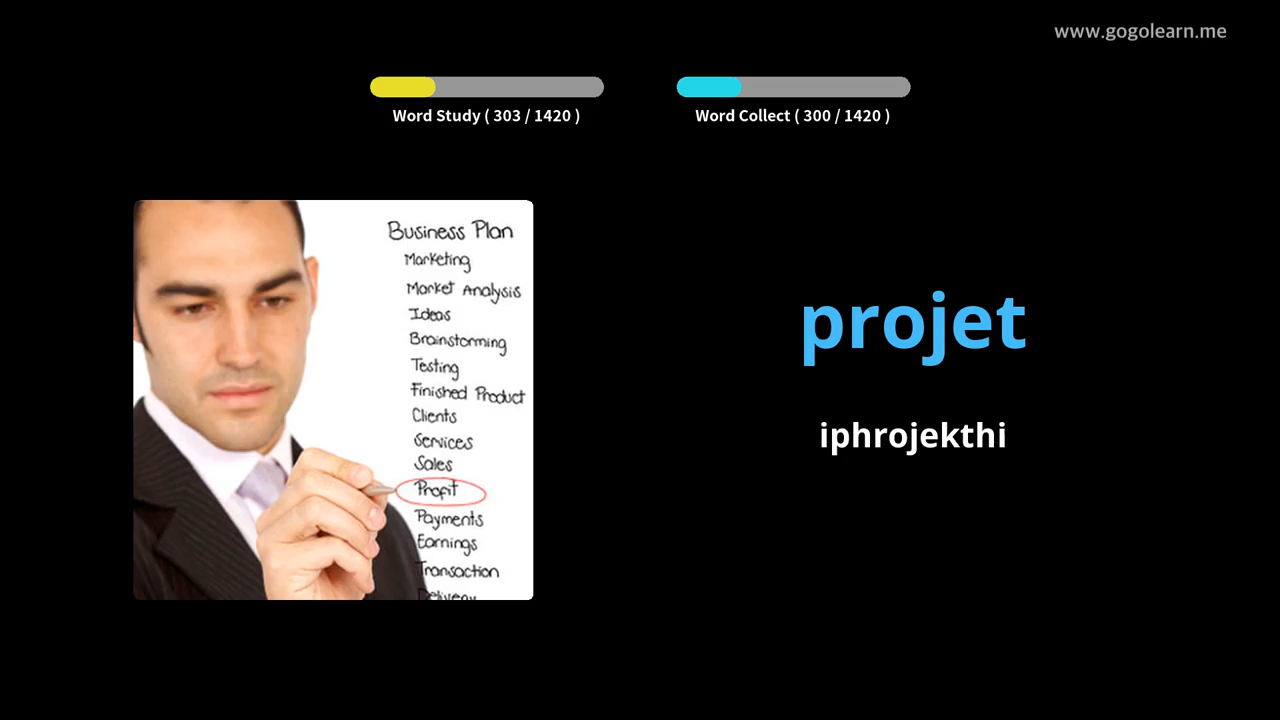 www.gogolearn.me
Word Study ( 303 / 1420 )
Word Collect ( 300 / 1420 )
Business Plan
Marketing
Market Analysis
Ideas
Brainstorming
Testing
Finished Product
Clients
Services
Sales
Profit
Payments
Earnings
Transaction
Delivery
projet
iphrojekthi